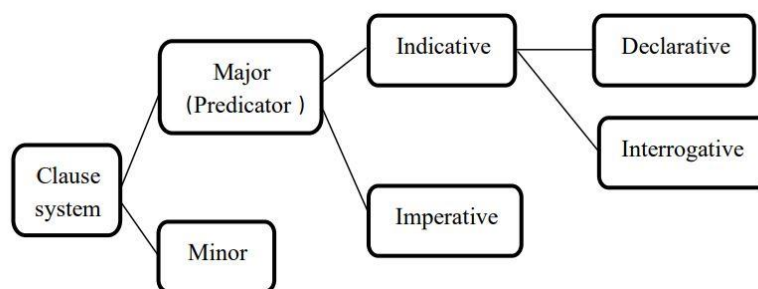 Clause
system
Major
(Predicator)
Minor
Indicative
Imperative
Declarative
Interrogative